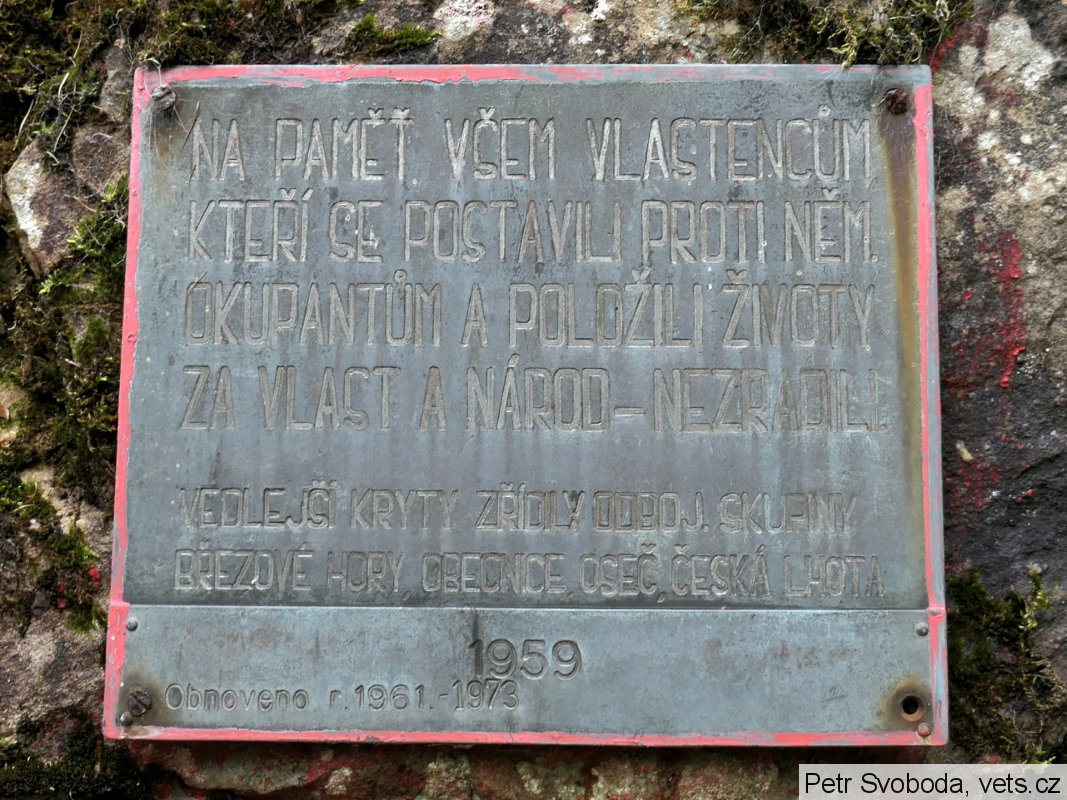 NA PAMĚŤ VŠEM VLASTENCŮM,
KTEŘÍ SE POSTAVILI PROTI NĚM.
OKUPANTŮM A POLOŽILI ŽIVOTY
ZA VLAST A NÁROD – NEZRADILI.
VEDLEJŠÍ KRYTY ZŘÍDILY ODBOJ. SKUPINY
BŘEZOVÉ HORY, OBECNICE, OSEČ, ČESKÁ LHOTA
1959
Obnoveno r.1961.-1973
Petr Svoboda, vets.cz